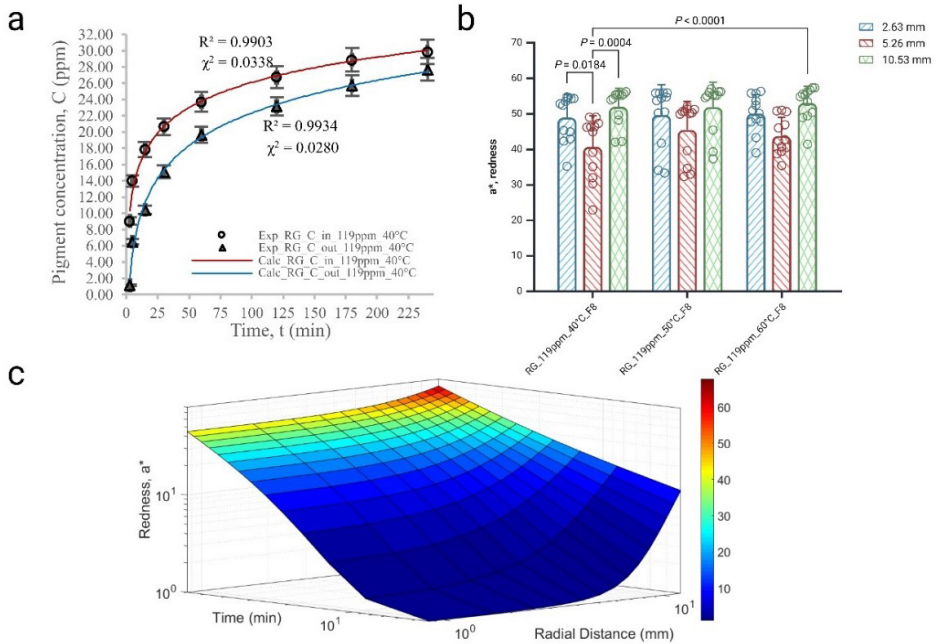 a
32.00
30.00
28.00
26.00
24.00
22.00
20.00
18.00
16.00
14.00
12.00
10.00
8.00
6.00
4.00
2.00
0.00
Pigment concentration, C (ppm)
R² = 0.9903
χ² = 0.0338
R² = 0.9934
χ² = 0.0280
Exp_RG_C_in_119ppm_40°C
Exp_RG_C_out_119ppm_40°C
Calc_RG_C_in_119ppm_40°C
Calc_RG_C_out_119ppm_40°C
0 25 50 75 100 125 150 175 200 225
Time, t (min)
b
P < 0.0001
P = 0.0004
P = 0.0184
2.63 mm
5.26 mm
10.53 mm
70
60
50
40
30
20
10
0
a*, redness
RG_119ppm_40°C_F8
RG_119ppm_50°C_F8
RG_119ppm_60°C_F8
c
Redness, a*
10¹
10⁰
Time (min)
10¹
10⁰
Radial Distance (mm)
10¹
60
50
40
30
20
10